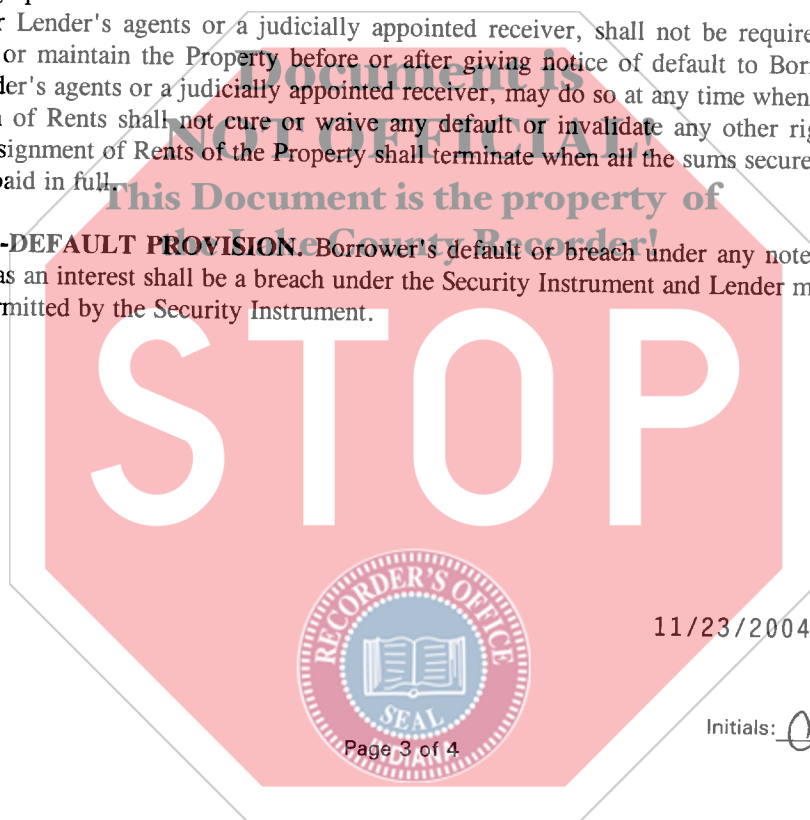 r Lender's agents or a judicially appointed receiver, shall not be require
or maintain the Property before or after giving notice of default to Bor
Document is
der's agents or a judicially appointed receiver, may do so at any time when
of Rents shall not cure or waive any default or invalidate any other rig
NOT OFFICIAL!
signment of Rents of the Property shall terminate when all the sums secure
paid in full.
This Document is the property of
the Lake County Recorder!
-DEFAULT PROVISION. Borrower's default or breach under any note
as an interest shall be a breach under the Security Instrument and Lender m
rmitted by the Security Instrument.
STOP
RECORDER'S OFFICE
SEAL
INDIANA
11/23/2004
Initials:
Page 3 of 4